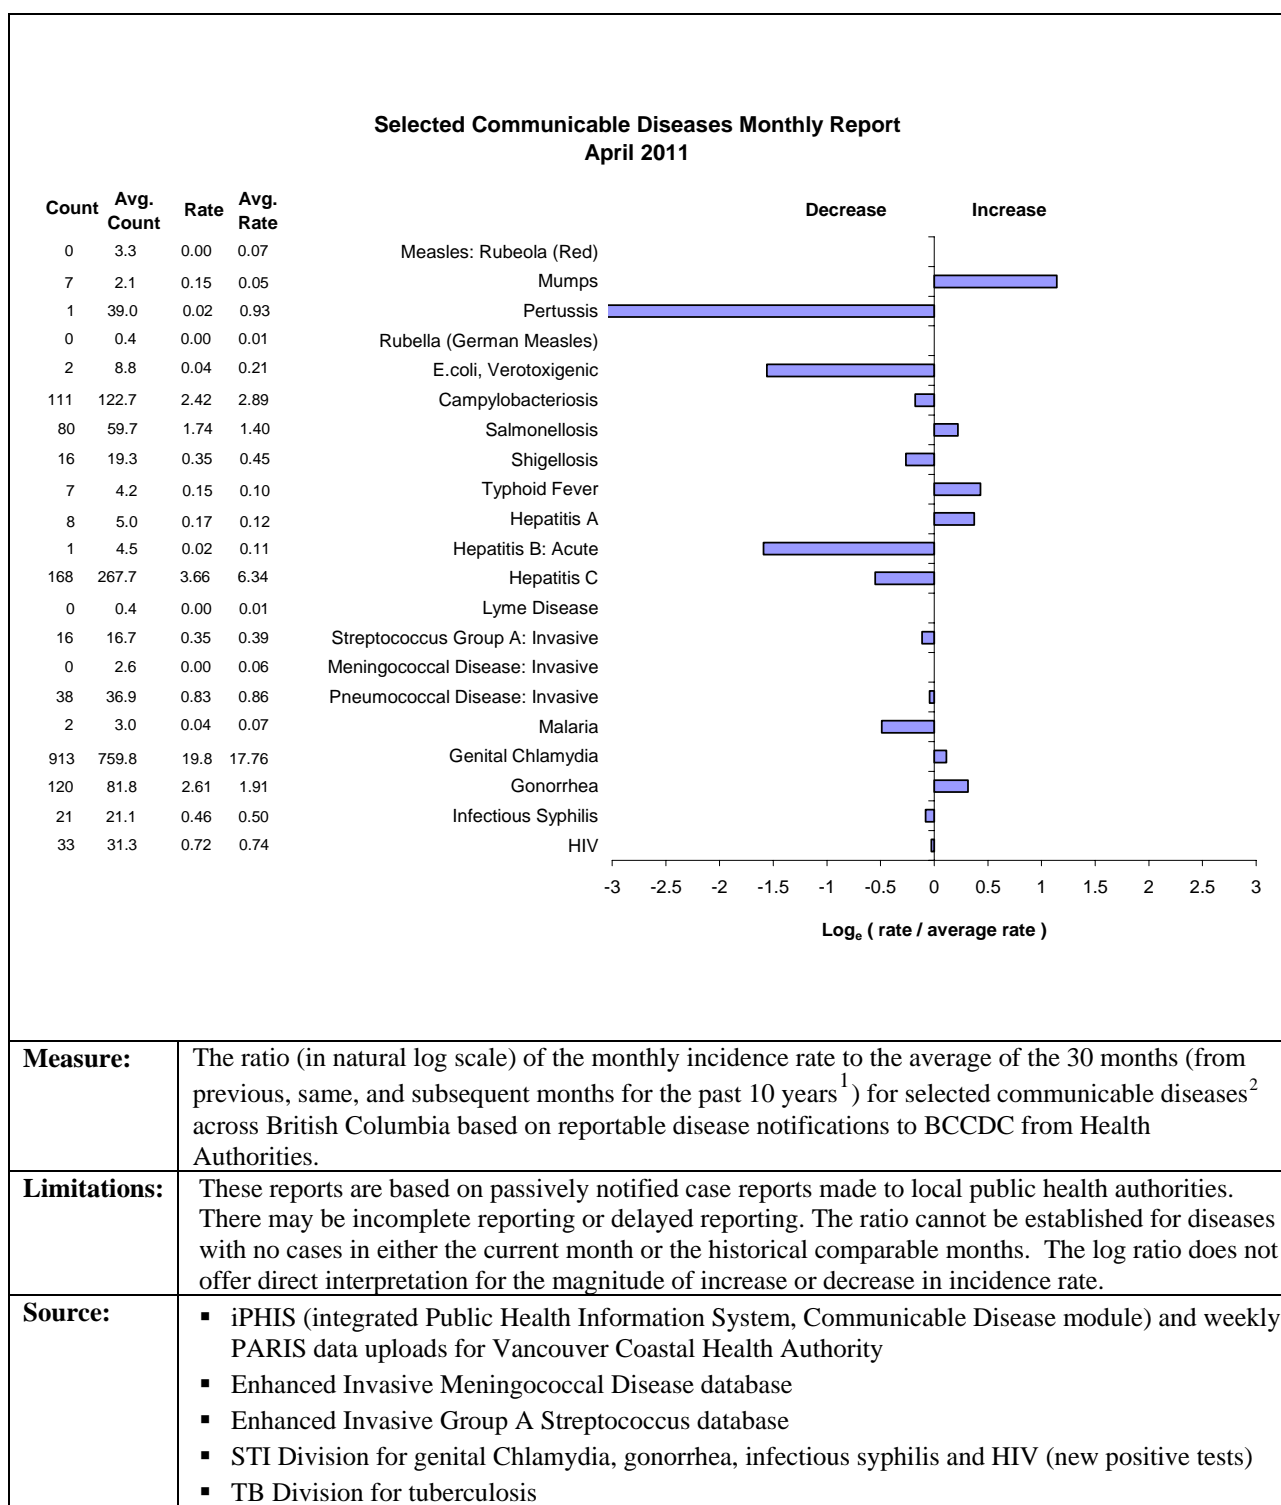 Selected Communicable Diseases Monthly Report
April 2011
Count Avg. Count Rate Avg. Rate Decrease Increase
0 3.3 0.00 0.07 Measles: Rubeola (Red)
7 2.1 0.15 0.05 Mumps
1 39.0 0.02 0.93 Pertussis
0 0.4 0.00 0.01 Rubella (German Measles)
2 8.8 0.04 0.21 E.coli, Verotoxigenic
111 122.7 2.42 2.89 Campylobacteriosis
80 59.7 1.74 1.40 Salmonellosis
16 19.3 0.35 0.45 Shigellosis
7 4.2 0.15 0.10 Typhoid Fever
8 5.0 0.17 0.12 Hepatitis A
1 4.5 0.02 0.11 Hepatitis B: Acute
168 267.7 3.66 6.34 Hepatitis C
0 0.4 0.00 0.01 Lyme Disease
16 16.7 0.35 0.39 Streptococcus Group A: Invasive
0 2.6 0.00 0.06 Meningococcal Disease: Invasive
38 36.9 0.83 0.86 Pneumococcal Disease: Invasive
2 3.0 0.04 0.07 Malaria
913 759.8 19.8 17.76 Genital Chlamydia
120 81.8 2.61 1.91 Gonorrhea
21 21.1 0.46 0.50 Infectious Syphilis
33 31.3 0.72 0.74 HIV
-3 -2.5 -2 -1.5 -1 -0.5 0 0.5 1 1.5 2 2.5 3
Logₑ ( rate / average rate )
Measure: The ratio (in natural log scale) of the monthly incidence rate to the average of the 30 months (from
previous, same, and subsequent months for the past 10 years¹) for selected communicable diseases²
across British Columbia based on reportable disease notifications to BCCDC from Health
Authorities.
Limitations: These reports are based on passively notified case reports made to local public health authorities.
There may be incomplete reporting or delayed reporting. The ratio cannot be established for diseases
with no cases in either the current month or the historical comparable months. The log ratio does not
offer direct interpretation for the magnitude of increase or decrease in incidence rate.
Source: ▪ iPHIS (integrated Public Health Information System, Communicable Disease module) and weekly
PARIS data uploads for Vancouver Coastal Health Authority
▪ Enhanced Invasive Meningococcal Disease database
▪ Enhanced Invasive Group A Streptococcus database
▪ STI Division for genital Chlamydia, gonorrhea, infectious syphilis and HIV (new positive tests)
▪ TB Division for tuberculosis